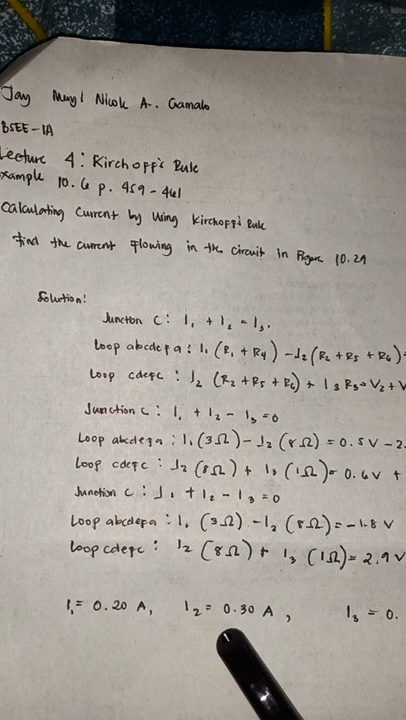 Jay Meryl Nicole A. Gamalo
BSEE-1A
Lecture 4: Kirchoff's Rule
example 10.6 p. 459-461
Calculating Current by Using Kirchoff's Rule
find the current flowing in the circuit in Figure 10.29
Solution:
Junction C: I₁ + I₂ = I₃.
Loop abcdefa: I₁(R₁ + R₄) - I₂(R₂ + R₅ + R₆) =
Loop cdefc: I₂(R₂ + R₅ + R₆) + I₃R₃ = V₂ + V
Junction C: I₁ + I₂ - I₃ = 0
Loop abcdefa: I₁(3Ω) - I₂(8Ω) = 0.5V - 2.
Loop cdefc: I₂(8Ω) + I₃(1Ω) = 0.6V +
Junction C: I₁ + I₂ - I₃ = 0
Loop abcdefa: I₁(3Ω) - I₂(8Ω) = -1.8V
Loop cdefc: I₂(8Ω) + I₃(1Ω) = 2.9V
I₁ = 0.20 A, I₂ = 0.30 A, I₃ = 0.